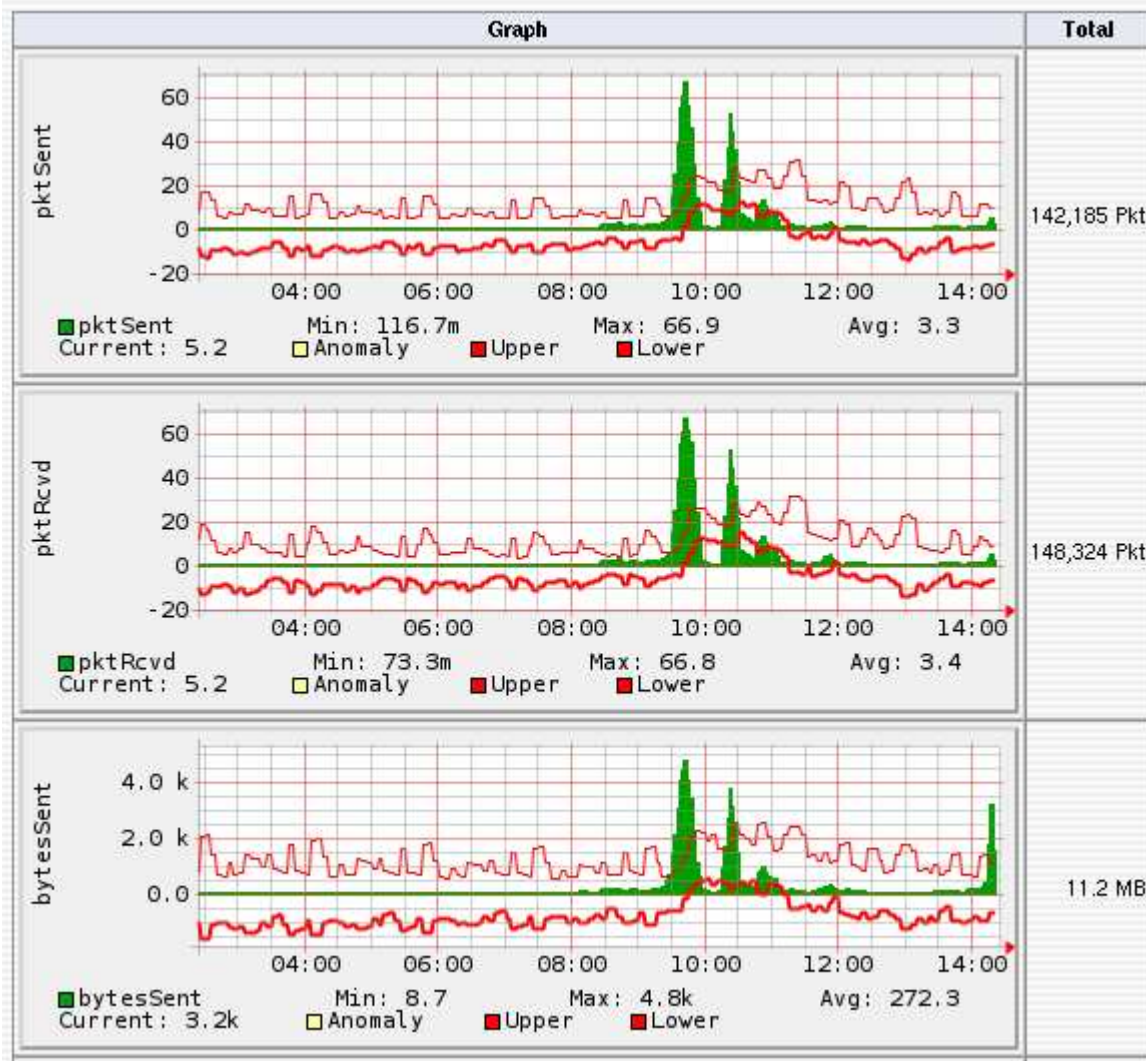 Graph Total
pktSent
60
40
20
0
-20
04:00 06:00 08:00 10:00 12:00 14:00
pktSent Min: 116.7m Max: 66.9 Avg: 3.3
Current: 5.2 Anomaly Upper Lower
142,185 Pkt
pktRcvd
60
40
20
0
-20
04:00 06:00 08:00 10:00 12:00 14:00
pktRcvd Min: 73.3m Max: 66.8 Avg: 3.4
Current: 5.2 Anomaly Upper Lower
148,324 Pkt
bytesSent
4.0 k
2.0 k
0.0
04:00 06:00 08:00 10:00 12:00 14:00
bytesSent Min: 8.7 Max: 4.8k Avg: 272.3
Current: 3.2k Anomaly Upper Lower
11.2 MB